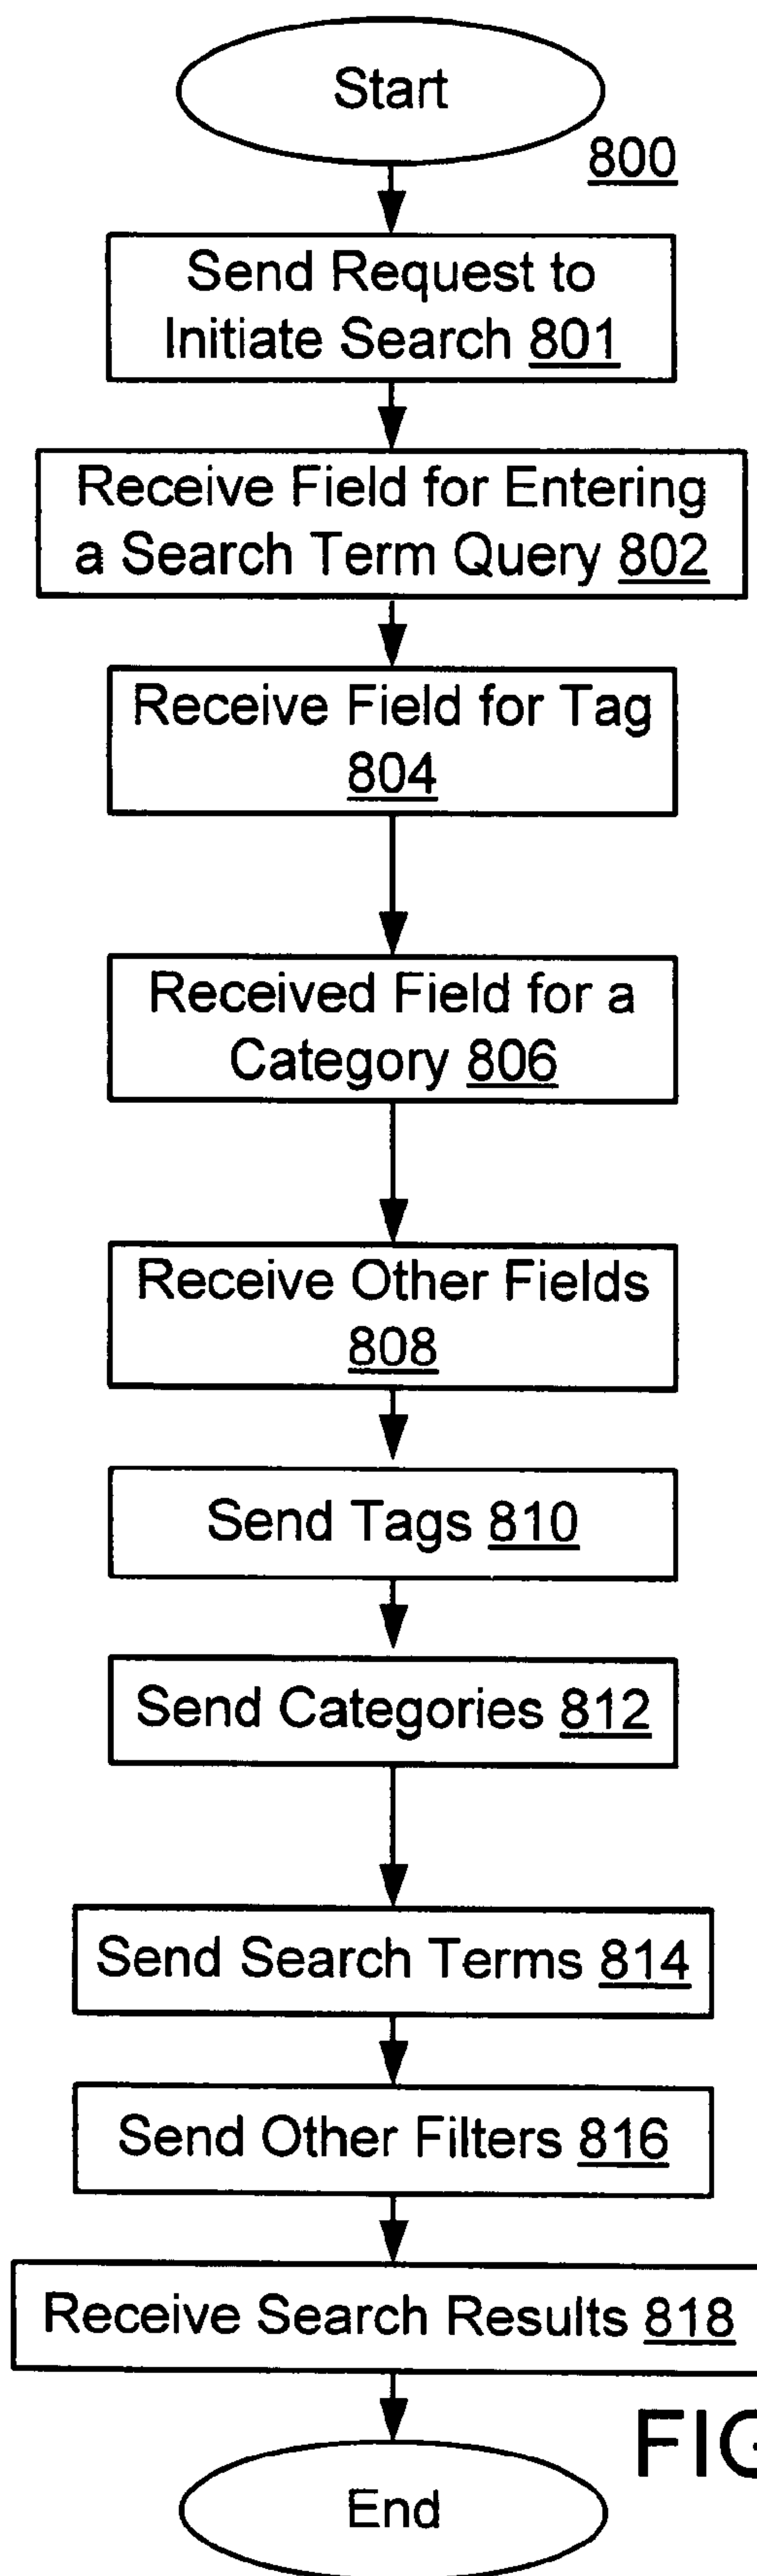 Start
800
Send Request to
Initiate Search 801
Receive Field for Entering
a Search Term Query 802
Receive Field for Tag
804
Received Field for a
Category 806
Receive Other Fields
808
Send Tags 810
Send Categories 812
Send Search Terms 814
Send Other Filters 816
Receive Search Results 818
FIG
End